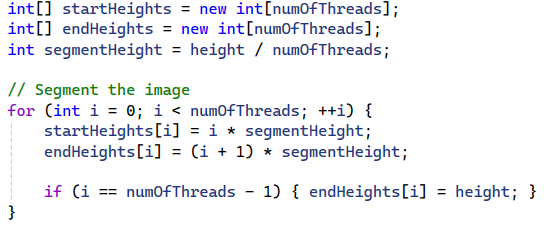 int[] startHeights = new int[numOfThreads];
int[] endHeights = new int[numOfThreads];
int segmentHeight = height / numOfThreads;

// Segment the image
for (int i = 0; i < numOfThreads; ++i) {
    startHeights[i] = i * segmentHeight;
    endHeights[i] = (i + 1) * segmentHeight;

    if (i == numOfThreads - 1) { endHeights[i] = height; }
}